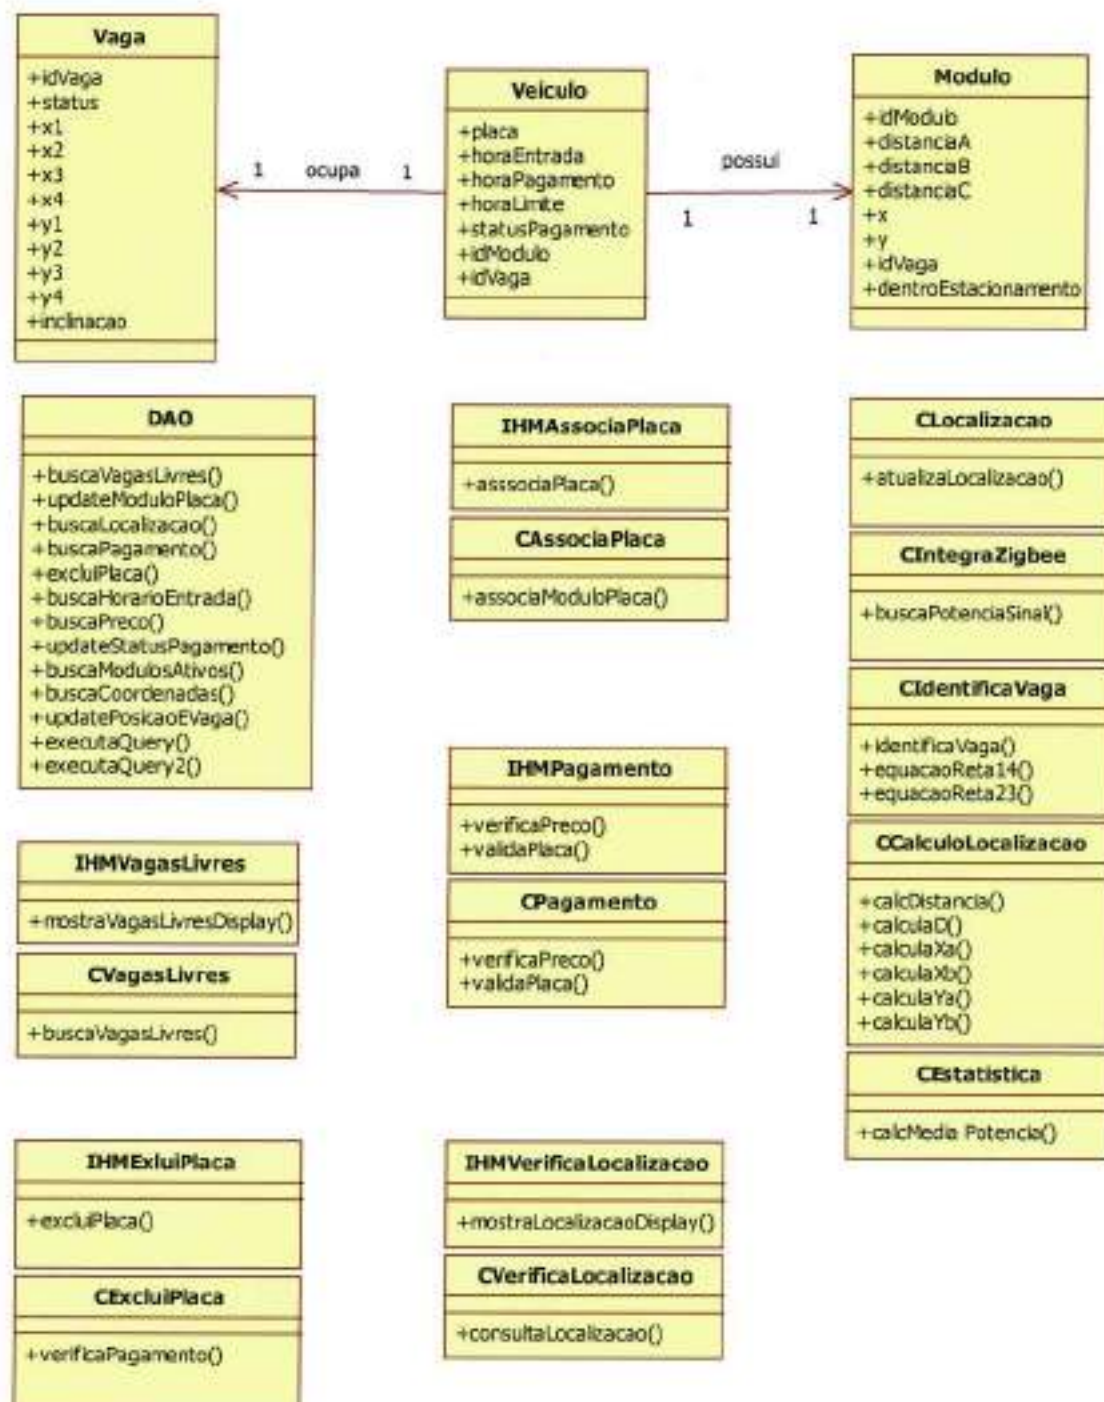 Vaga
+idVaga
+status
+x1
+x2
+x3
+x4
+y1
+y2
+y3
+y4
+inclinacao
1 ocupa 1
Veiculo
+placa
+horaEntrada
+horaPagamento
+horaLimite
+statusPagamento
+idModulo
+idVaga
possui
1 1
Modulo
+idModulo
+distanciaA
+distanciaB
+distanciaC
+x
+y
+idVaga
+dentroEstacionamento
DAO
+buscaVagasLivres()
+updateModuloPlaca()
+buscaLocalizacao()
+buscaPagamento()
+excluiPlaca()
+buscaHorarioEntrada()
+buscaPreco()
+updateStatusPagamento()
+buscaModulosAtivos()
+buscaCoordenadas()
+updatePosicaoEVaga()
+executaQuery()
+executaQuery2()
IHMAssociaPlaca
+asssociaPlaca()
CAssociaPlaca
+associaModuloPlaca()
CLocalizacao
+atualizaLocalizacao()
CIntegraZigbee
+buscaPotenciaSinal()
CIdentificaVaga
+identificaVaga()
+equacaoReta14()
+equacaoReta23()
CCalculoLocalizacao
+calcDistancia()
+calculaD()
+calculaXa()
+calculaXb()
+calculaYa()
+calculaYb()
CEstatistica
+calcMedia Potencia()
IHMPagamento
+verificaPreco()
+validaPlaca()
CPagamento
+verificaPreco()
+validaPlaca()
IHMVagasLivres
+mostraVagasLivresDisplay()
CVagasLivres
+buscaVagasLivres()
IHMExluiPlaca
+excluiPlaca()
CExcluiPlaca
+verificaPagamento()
IHMVerificaLocalizacao
+mostraLocalizacaoDisplay()
CVerificaLocalizacao
+consultaLocalizacao()